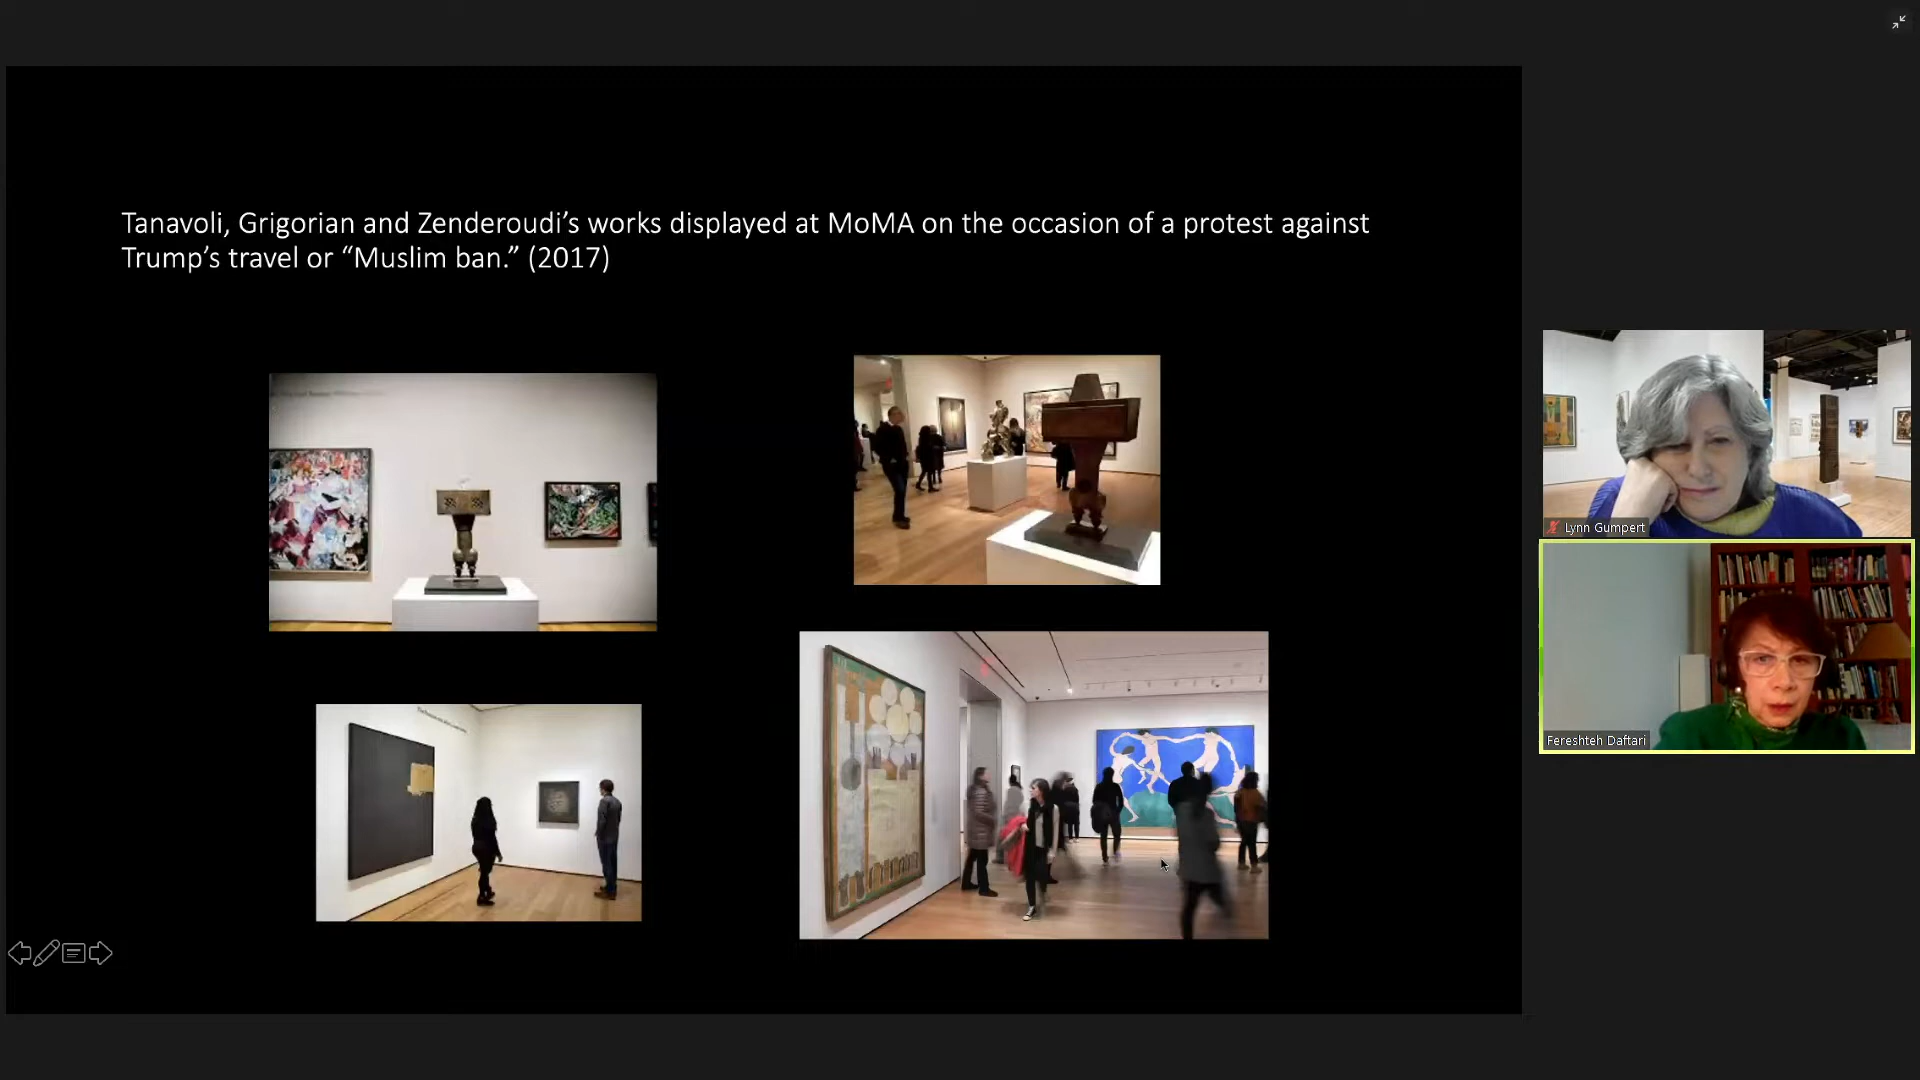 Tanavoli, Grigorian and Zenderoudi’s works displayed at MoMA on the occasion of a protest against
Trump’s travel or “Muslim ban.” (2017)
Lynn Gumpert
Fereshteh Daftari